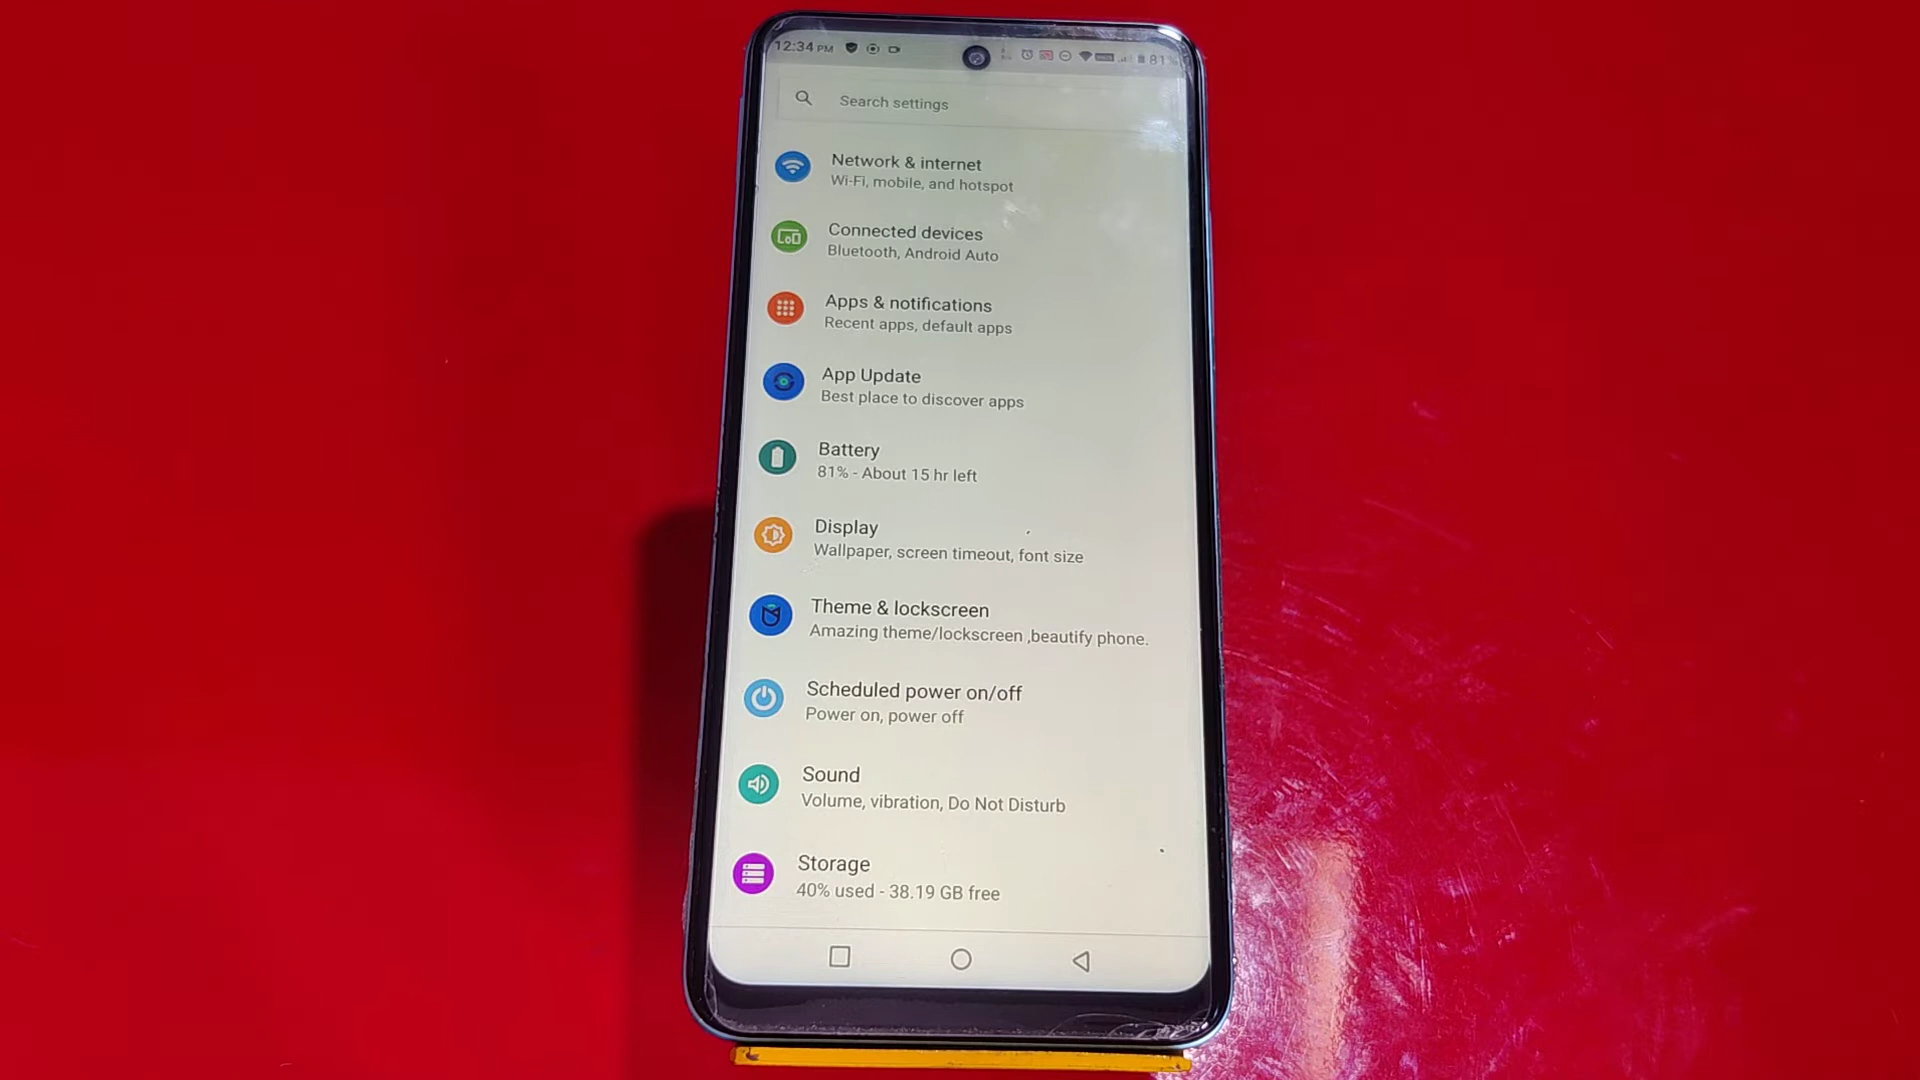 12:34 PM 81
Search settings
Network & internet
Wi-Fi, mobile, and hotspot
Connected devices
Bluetooth, Android Auto
Apps & notifications
Recent apps, default apps
App Update
Best place to discover apps
Battery
81% - About 15 hr left
Display
Wallpaper, screen timeout, font size
Theme & lockscreen
Amazing theme/lockscreen ,beautify phone.
Scheduled power on/off
Power on, power off
Sound
Volume, vibration, Do Not Disturb
Storage
40% used - 38.19 GB free